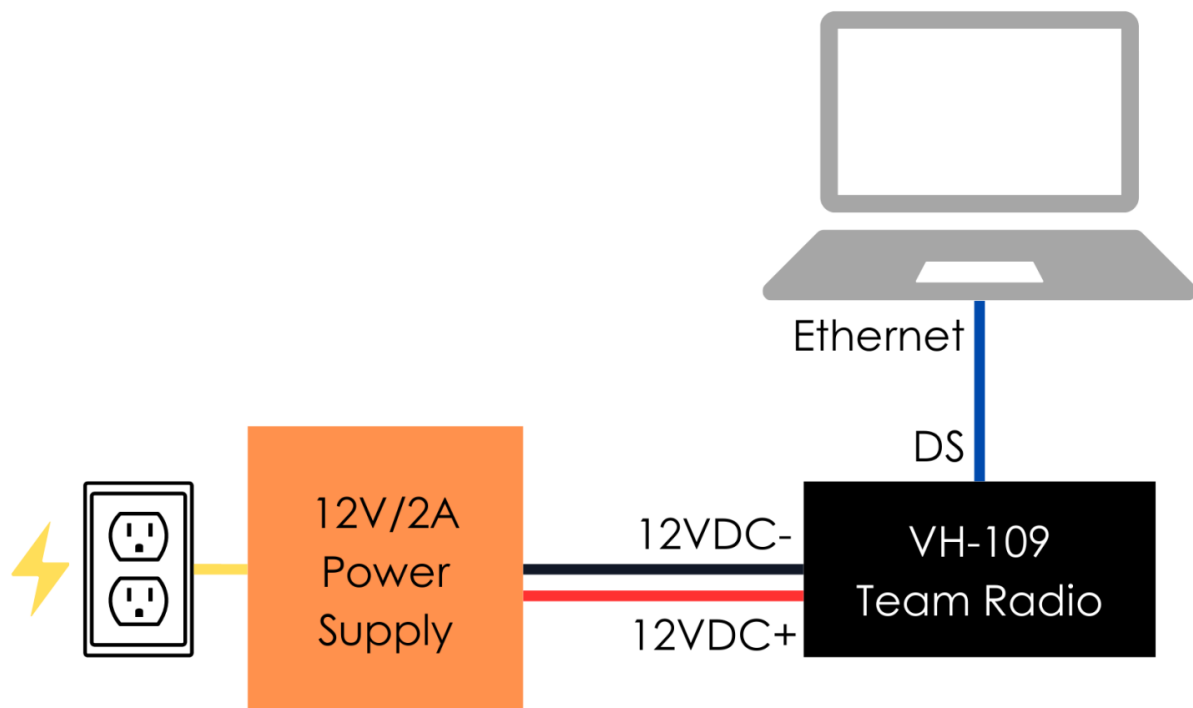 Ethernet
DS
12V/2A
Power
Supply
12VDC-
12VDC+
VH-109
Team Radio